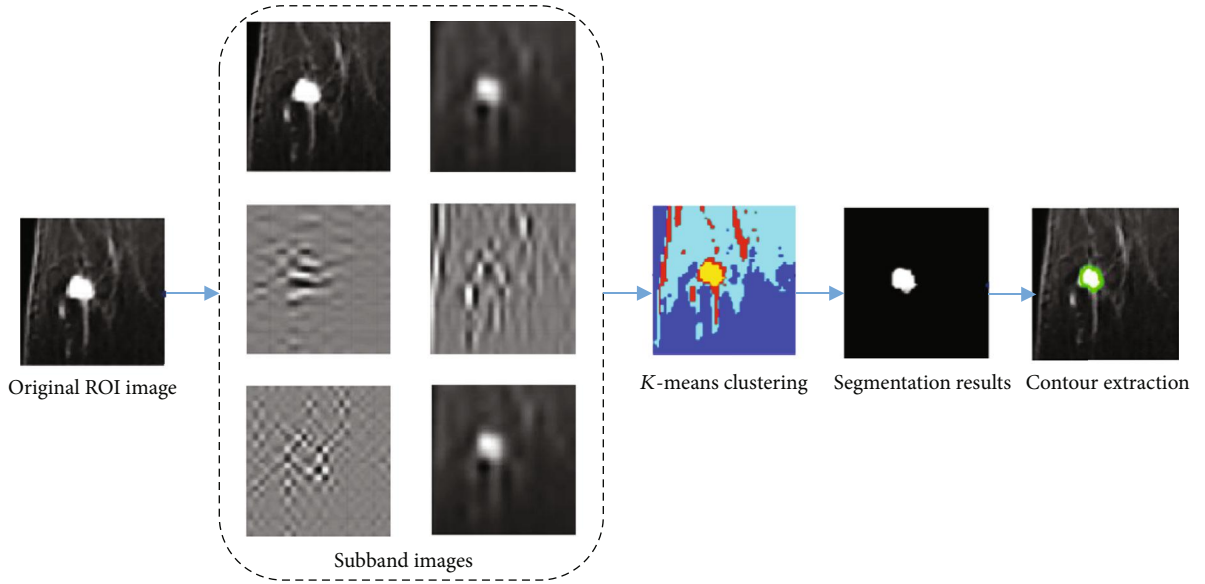 Original ROI image
Subband images
K-means clustering
Segmentation results
Contour extraction